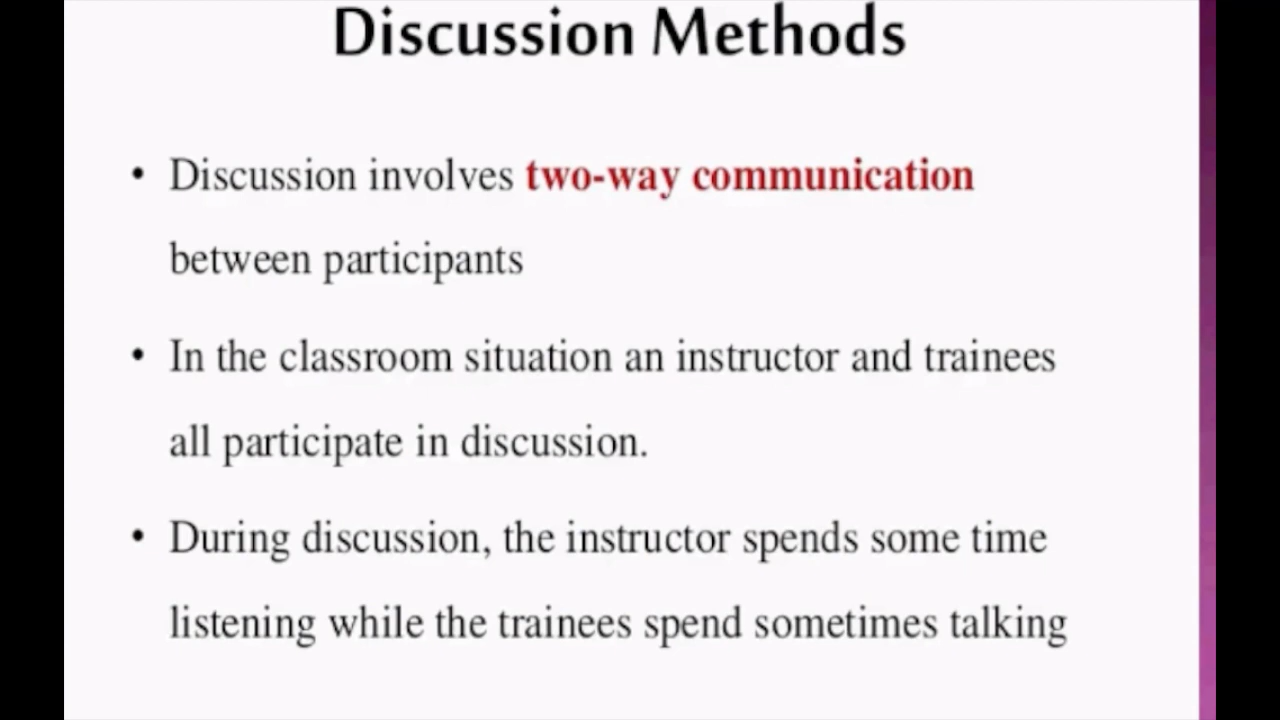 Discussion Methods
• Discussion involves two-way communication
between participants
• In the classroom situation an instructor and trainees
all participate in discussion.
• During discussion, the instructor spends some time
listening while the trainees spend sometimes talking